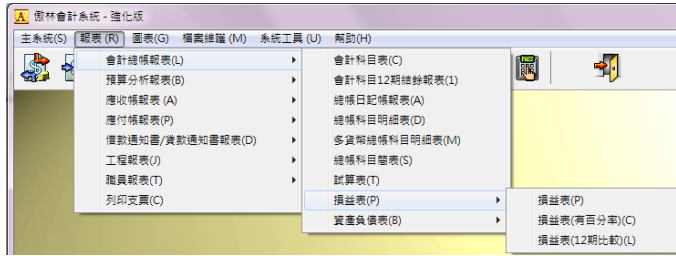 傲林會計系統 - 強化版
主系統(S) 報表(R) 圖表(G) 檔案維護(M) 系統工具(U) 幫助(H)
會計總帳報表(L)
預算分析報表(B)
應收帳報表 (A)
應付帳報表(P)
借款通知書/貸款通知書報表(D)
工程報表(J)
職員報表(T)
列印支票(C)
會計科目表(C)
會計科目12期結餘報表(1)
總帳日記帳報表(A)
總帳科目明細表(D)
多貨幣總帳科目明細表(M)
總帳科目簡表(S)
試算表(T)
損益表(P)
資產負債表(B)
損益表(P)
損益表(有百分率)(C)
損益表(12期比較)(L)